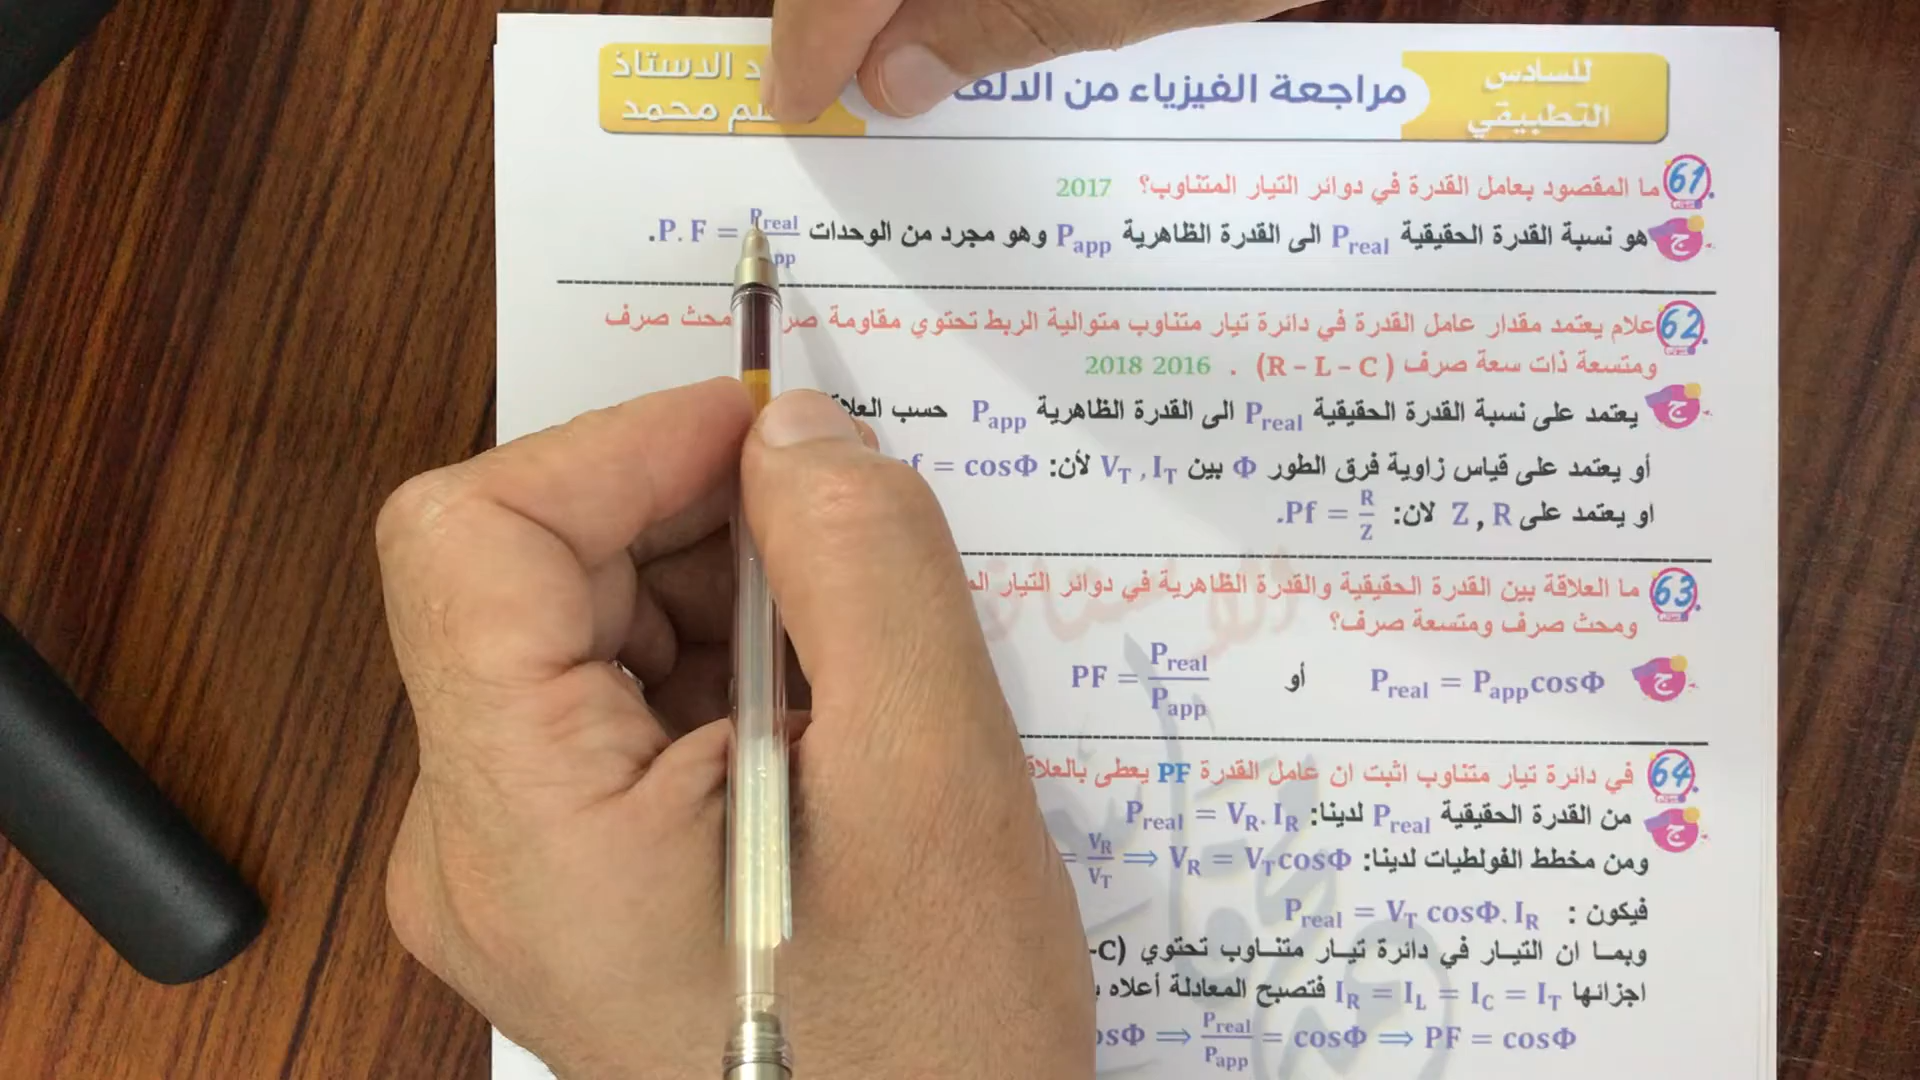 للسادس
التطبيقي
مراجعة الفيزياء من الالف
الاستاذ
محمد
61 ما المقصود بعامل القدرة في دوائر التيار المتناوب؟ 2017
ج هو نسبة القدرة الحقيقية Preal الى القدرة الظاهرية Papp وهو مجرد من الوحدات P. F = Preal/pp.
62 علام يعتمد مقدار عامل القدرة في دائرة تيار متناوب متوالية الربط تحتوي مقاومة محث صرف
ومتسعة ذات سعة صرف (R – L – C) . 2016 2018
ج يعتمد على نسبة القدرة الحقيقية Preal الى القدرة الظاهرية Papp حسب
أو يعتمد على قياس زاوية فرق الطور Φ بين VT , IT لأن: f = cosΦ
او يعتمد على Z , R لان: Pf = R/Z.
63 ما العلاقة بين القدرة الحقيقية والقدرة الظاهرية في دوائر التيار
ومحث صرف ومتسعة صرف؟
ج Preal = PappcosΦ أو PF = Preal/Papp
64 في دائرة تيار متناوب اثبت ان عامل القدرة PF يعطى
ج من القدرة الحقيقية Preal لدينا: Preal = VR. IR
ومن مخطط الفولطيات لدينا: = VR/VT ⟹ VR = VTcosΦ
فيكون : Preal = VT cosΦ. IR
وبما ان التيار في دائرة تيار متناوب تحتوي (-C
اجزائها IR = IL = IC = IT فتصبح المعادلة أعلاه
osΦ ⟹ Preal/Papp = cosΦ ⟹ PF = cosΦ